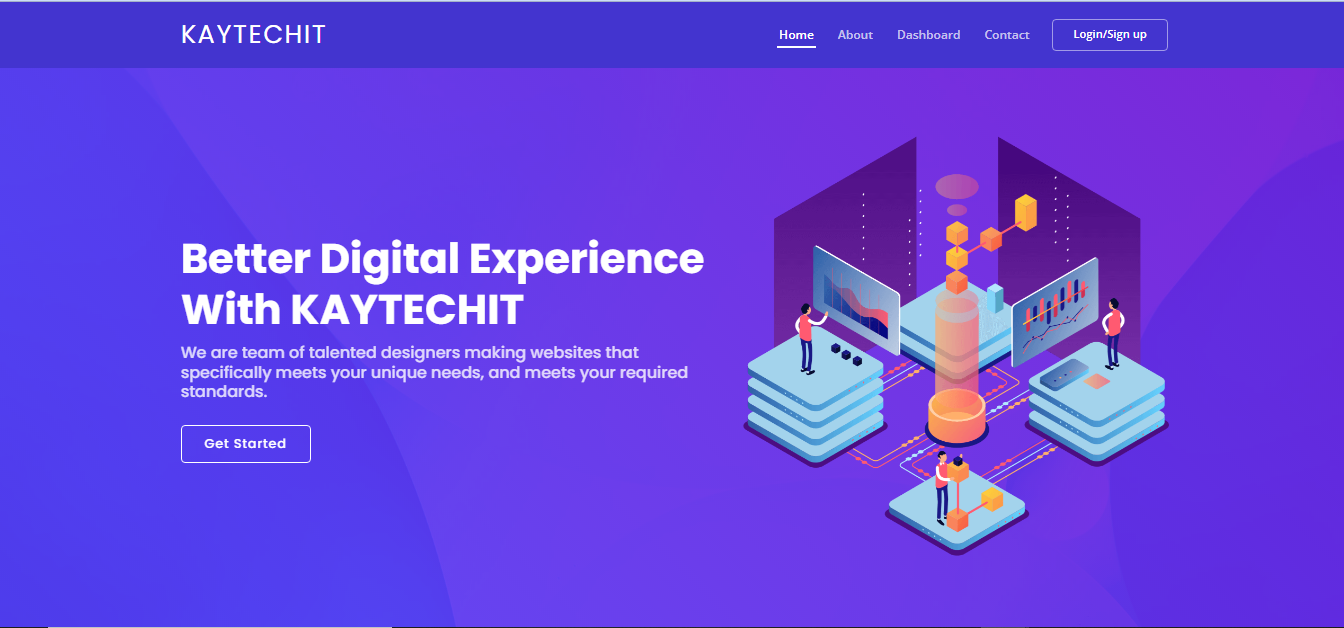 KAYTECHIT
Home About Dashboard Contact Login/Sign up
Better Digital Experience
With KAYTECHIT
We are team of talented designers making websites that
specifically meets your unique needs, and meets your required
standards.
Get Started